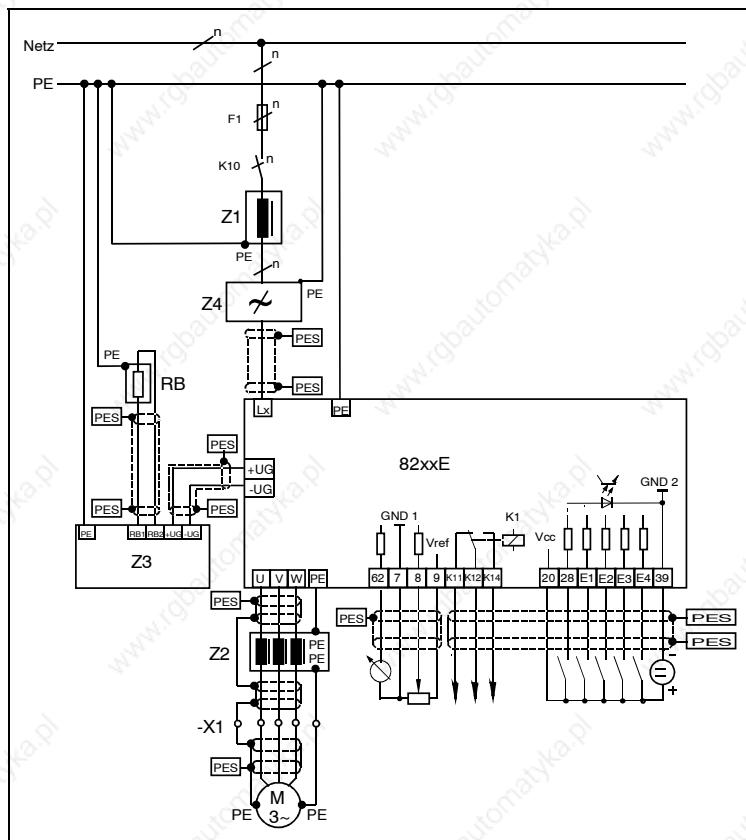 Netz
n
n
PE
F1
n
K10
n
Z1
PE
n
Z4
PE
PES
PES
PE
RB
PES
PES
PES
PES
Lx
PE
+UG
-UG
82xxE
GND 1
Vref
K1
Vcc
GND 2
PE
RB1
RB2
+UG
-UG
Z3
U
V
W
PE
62
7
8
9
K11
K12
K14
20
28
E1
E2
E3
E4
39
PES
PES
PES
PES
Z2
PE
PE
-
+
-X1
PES
M
3~
PE
PE
www.rgbautomatyka.pl